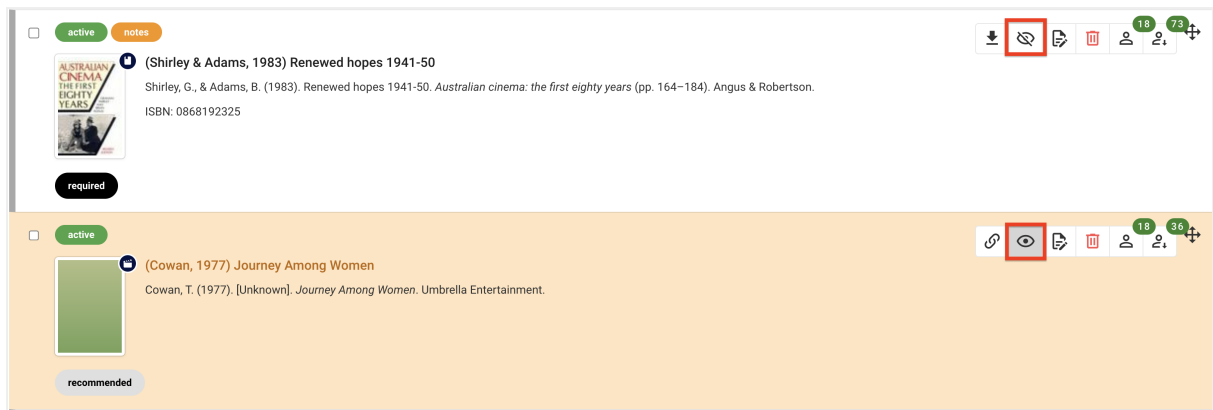 active notes
18 73
AUSTRALIAN
CINEMA
THE FIRST
EIGHTY
YEARS
(Shirley & Adams, 1983) Renewed hopes 1941-50
Shirley, G., & Adams, B. (1983). Renewed hopes 1941-50. Australian cinema: the first eighty years (pp. 164–184). Angus & Robertson.
ISBN: 0868192325
required
active
18 36
(Cowan, 1977) Journey Among Women
Cowan, T. (1977). [Unknown]. Journey Among Women. Umbrella Entertainment.
recommended